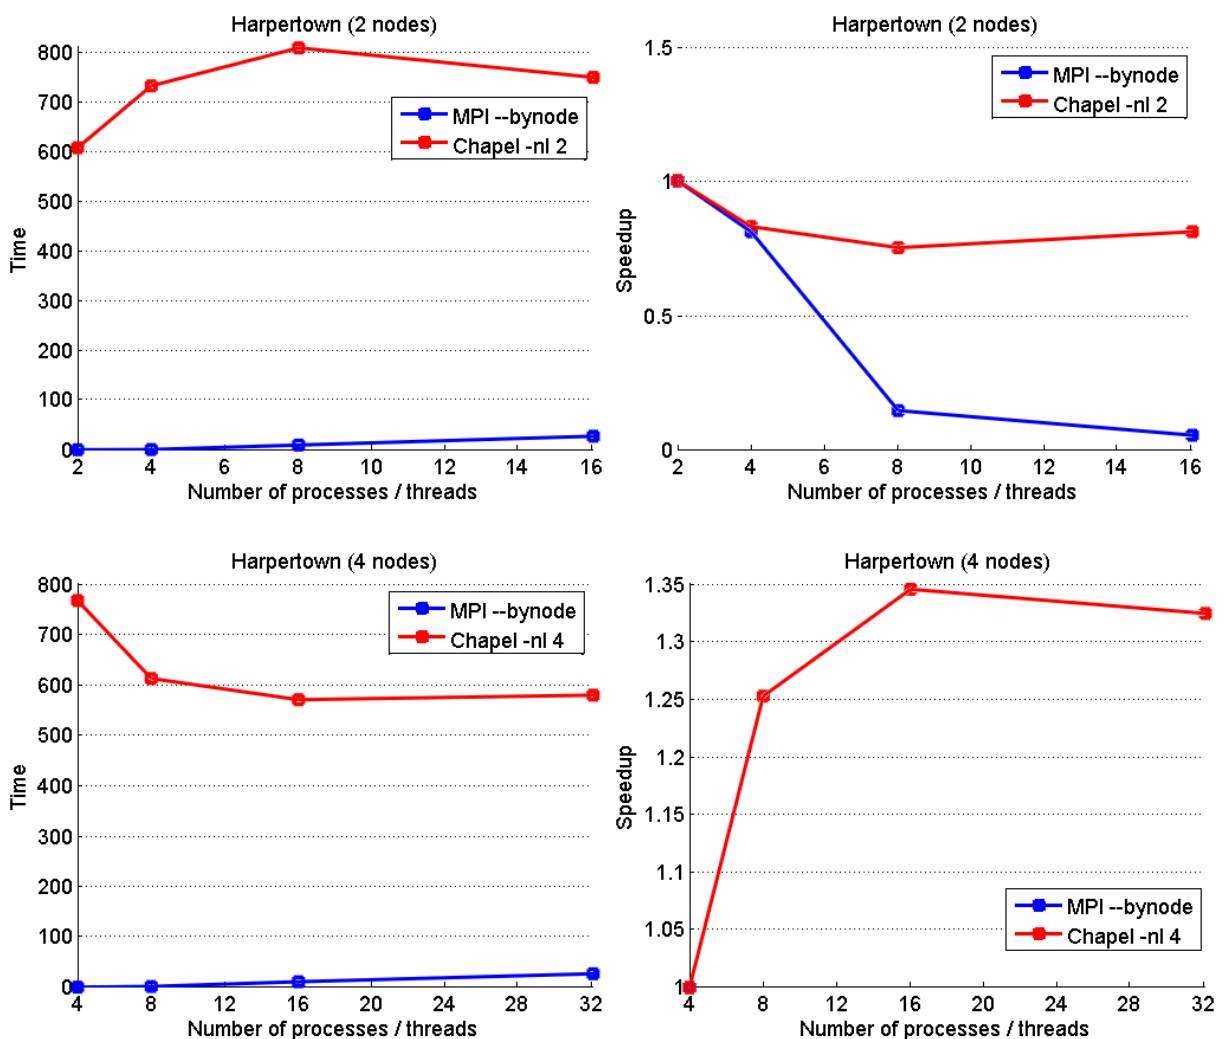 Harpertown (2 nodes)
800
700
600
500
400
300
200
100
0
Time
MPI --bynode
Chapel -nl 2
2 4 6 8 10 12 14 16
Number of processes / threads
Harpertown (2 nodes)
1.5
1
0.5
0
Speedup
MPI --bynode
Chapel -nl 2
2 4 6 8 10 12 14 16
Number of processes / threads
Harpertown (4 nodes)
800
700
600
500
400
300
200
100
0
Time
MPI --bynode
Chapel -nl 4
4 8 12 16 20 24 28 32
Number of processes / threads
Harpertown (4 nodes)
1.35
1.3
1.25
1.2
1.15
1.1
1.05
1
Speedup
MPI --bynode
Chapel -nl 4
4 8 12 16 20 24 28 32
Number of processes / threads